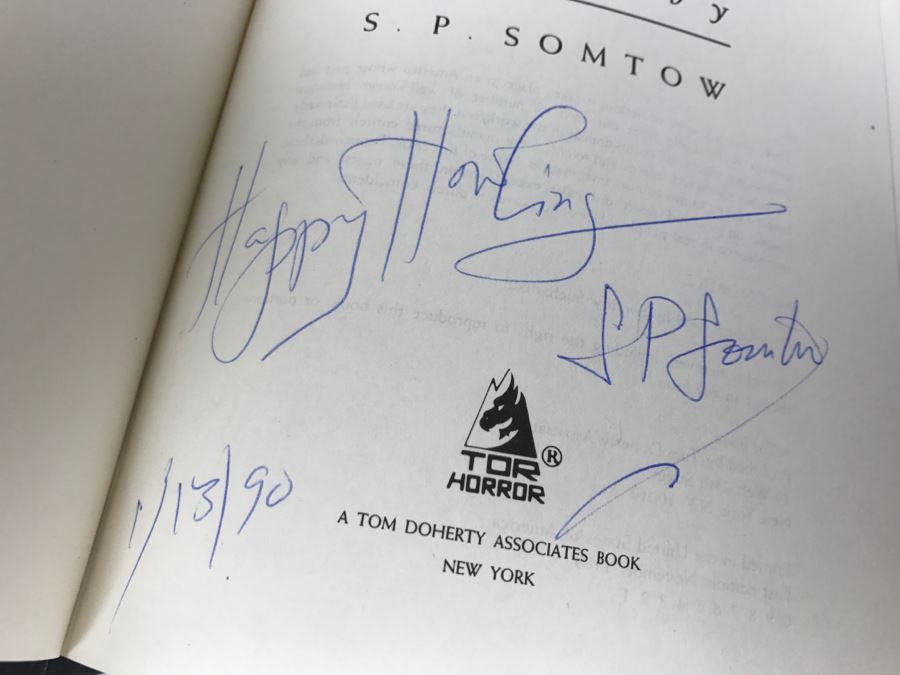 S. P. SOMTOW
Happy Howling
S P Somtow
TOR®
HORROR
1/13/90
A TOM DOHERTY ASSOCIATES BOOK
NEW YORK